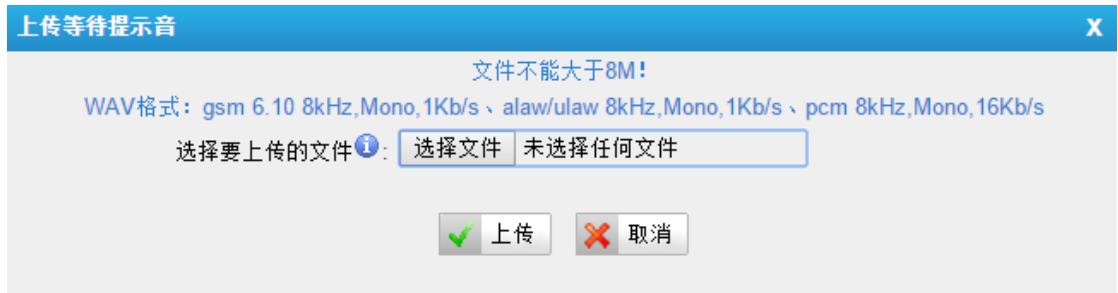 上传等待提示音 X
文件不能大于8M!
WAV格式：gsm 6.10 8kHz,Mono,1Kb/s、alaw/ulaw 8kHz,Mono,1Kb/s、pcm 8kHz,Mono,16Kb/s
选择要上传的文件i: 选择文件 未选择任何文件
上传 取消